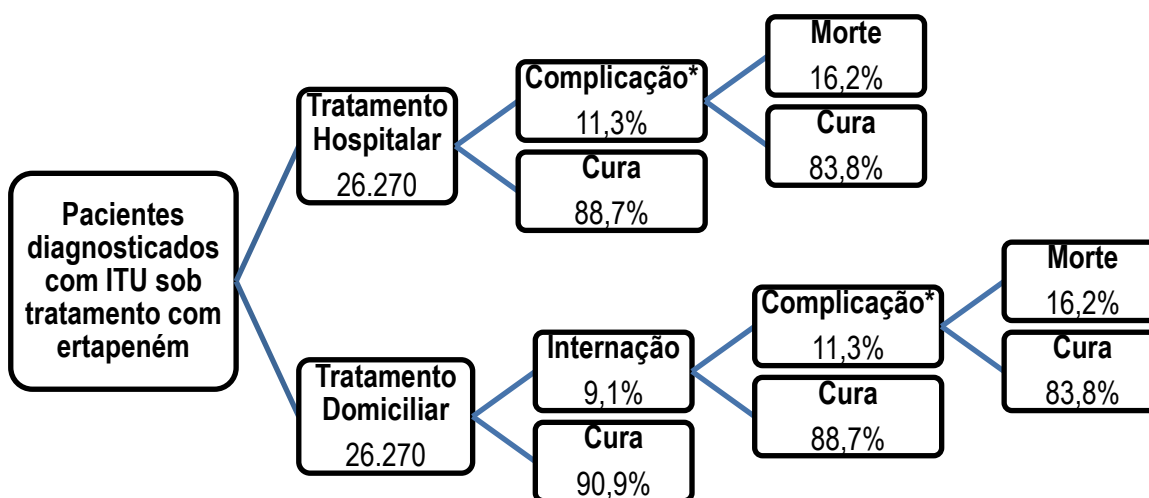 Pacientes
diagnosticados
com ITU sob
tratamento com
ertapeném
Tratamento
Hospitalar
26.270
Complicação*
11,3%
Morte
16,2%
Cura
83,8%
Cura
88,7%
Tratamento
Domiciliar
26.270
Internação
9,1%
Complicação*
11,3%
Morte
16,2%
Cura
83,8%
Cura
88,7%
Cura
90,9%